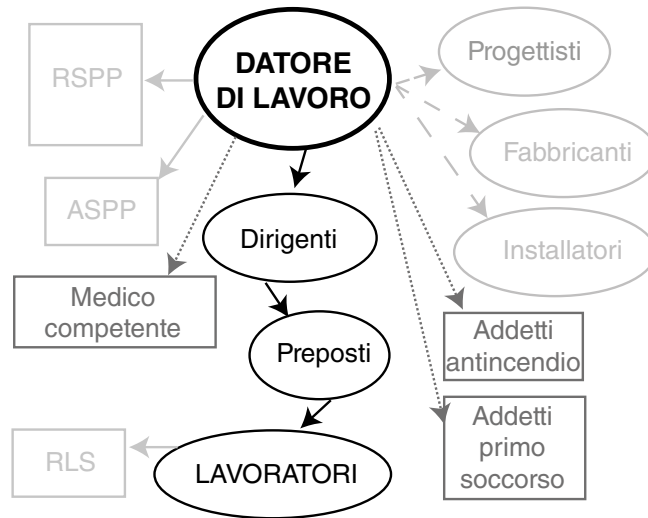 DATORE
DI LAVORO
RSPP
Progettisti
Fabbricanti
ASPP
Dirigenti
Installatori
Medico
competente
Addetti
antincendio
Preposti
Addetti
primo
soccorso
RLS
LAVORATORI